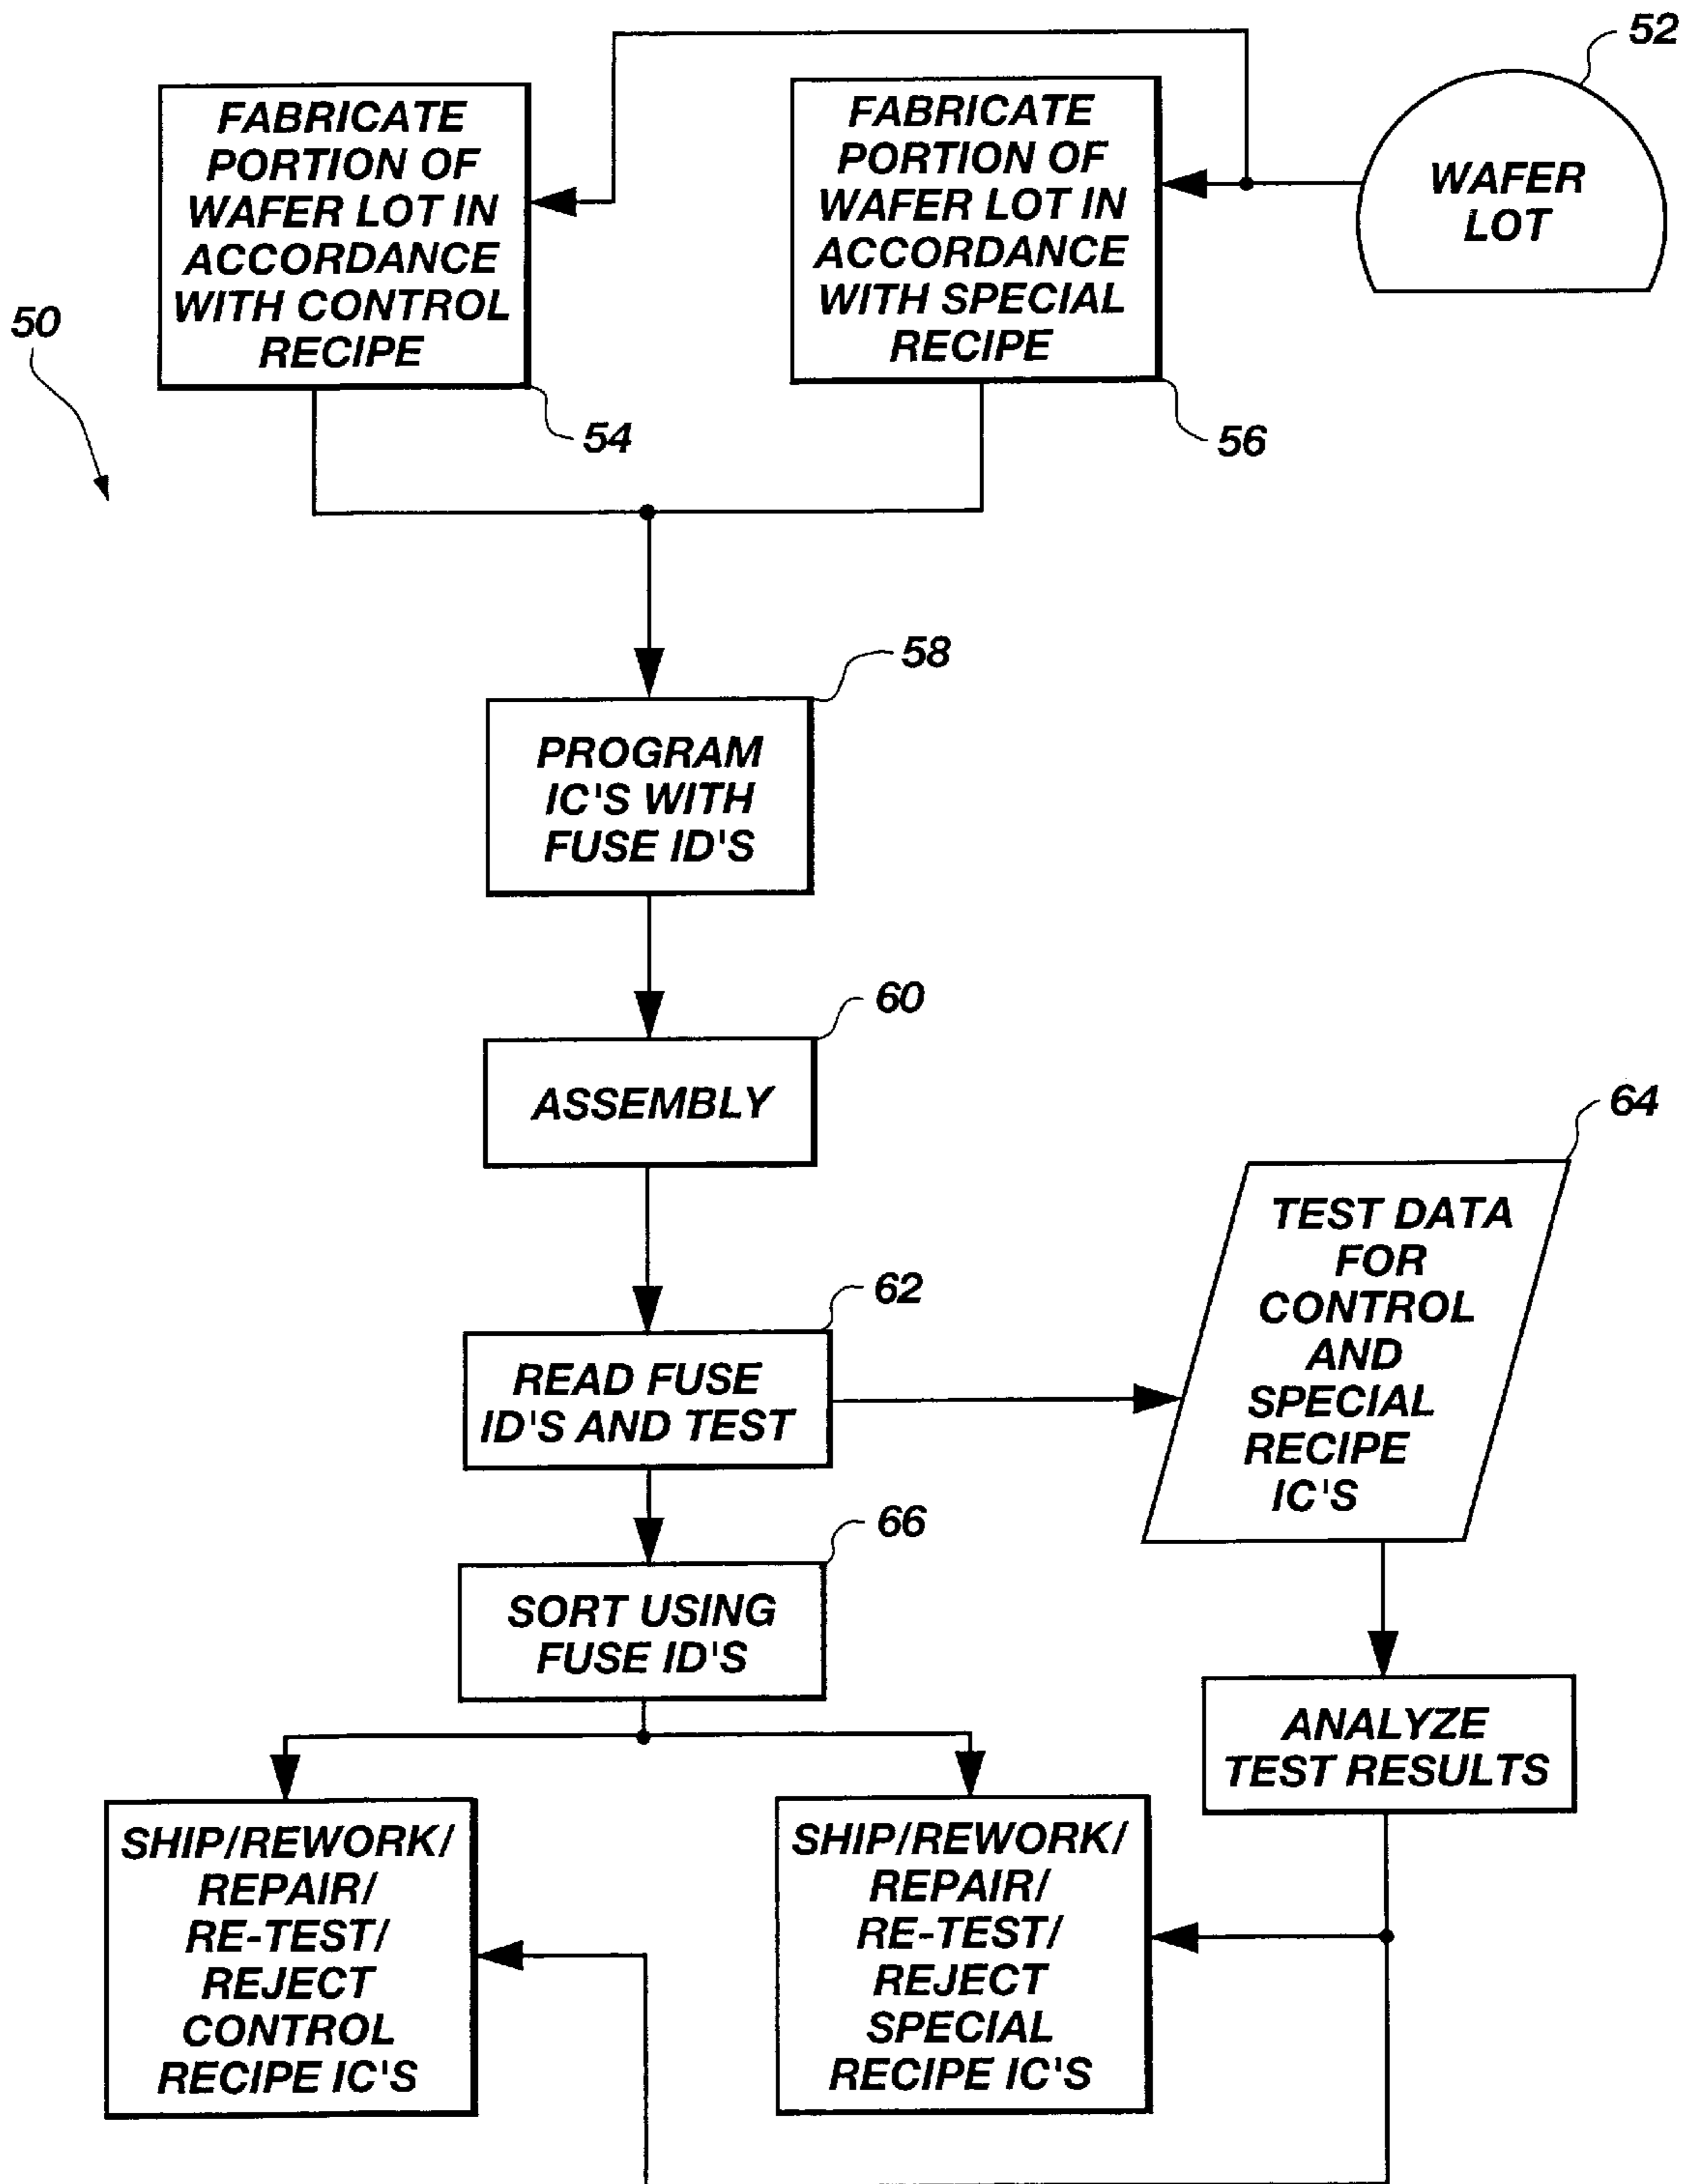 52
FABRICATE
PORTION OF
WAFER LOT IN
ACCORDANCE
WITH CONTROL
RECIPE
FABRICATE
PORTION OF
WAFER LOT IN
ACCORDANCE
WITH SPECIAL
RECIPE
WAFER
LOT
50
54
56
58
PROGRAM
IC'S WITH
FUSE ID'S
60
ASSEMBLY
64
TEST DATA
FOR
CONTROL
AND
SPECIAL
RECIPE
IC'S
62
READ FUSE
ID'S AND TEST
66
SORT USING
FUSE ID'S
ANALYZE
TEST RESULTS
SHIP/REWORK/
REPAIR/
RE-TEST/
REJECT
CONTROL
RECIPE IC'S
SHIP/REWORK/
REPAIR/
RE-TEST/
REJECT
SPECIAL
RECIPE IC'S